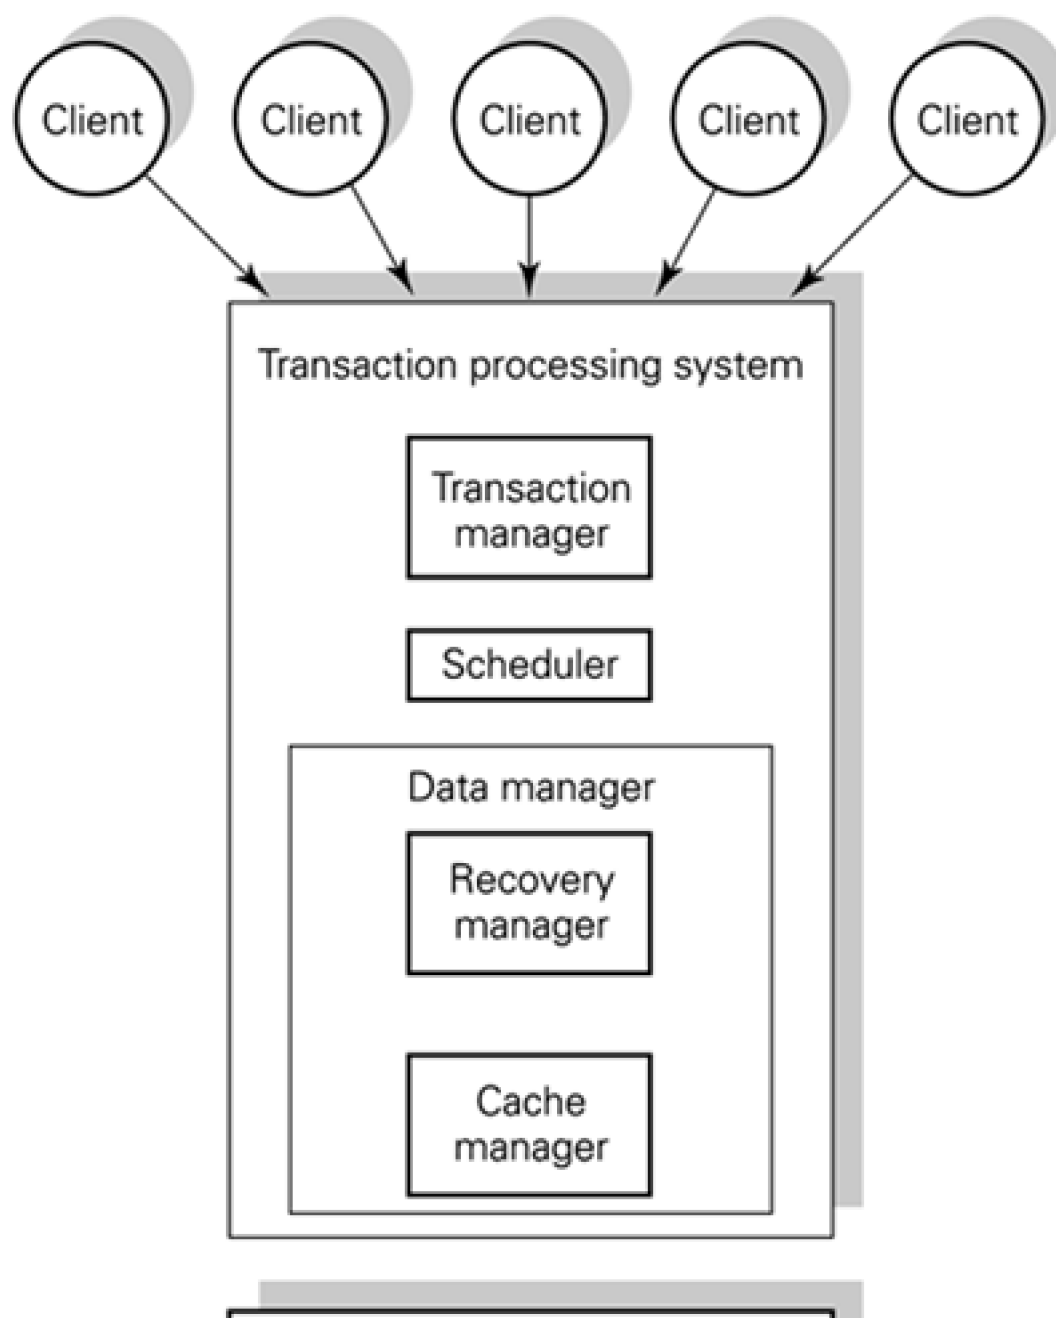 Client Client Client Client Client
Transaction processing system
Transaction
manager
Scheduler
Data manager
Recovery
manager
Cache
manager